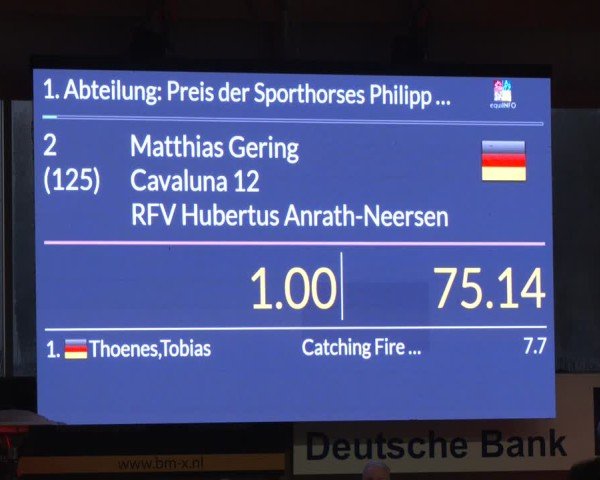 1. Abteilung: Preis der Sporthorses Philipp ...
equiINFO
2 Matthias Gering
(125) Cavaluna 12
RFV Hubertus Anrath-Neersen
1.00 75.14
1. Thoenes,Tobias Catching Fire ... 7.7
Deutsche Bank
www.bm-x.nl